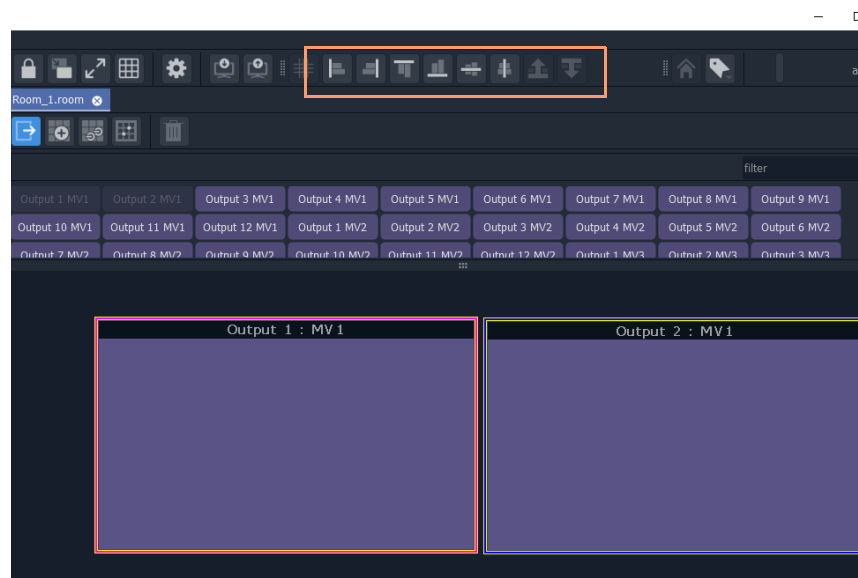 a
Room_1.room
filter
Output 1 MV1 Output 2 MV1 Output 3 MV1 Output 4 MV1 Output 5 MV1 Output 6 MV1 Output 7 MV1 Output 8 MV1 Output 9 MV1
Output 10 MV1 Output 11 MV1 Output 12 MV1 Output 1 MV2 Output 2 MV2 Output 3 MV2 Output 4 MV2 Output 5 MV2 Output 6 MV2
Output 7 MV2 Output 8 MV2 Output 9 MV2 Output 10 MV2 Output 11 MV2 Output 12 MV2 Output 1 MV3 Output 2 MV3 Output 3 MV3
Output 1 : MV1 Output 2 : MV1